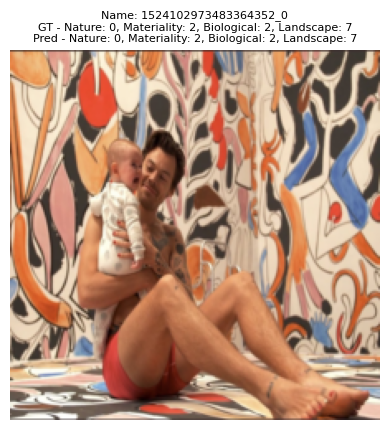 Name: 1524102973483364352_0
GT - Nature: 0, Materiality: 2, Biological: 2, Landscape: 7
Pred - Nature: 0, Materiality: 2, Biological: 2, Landscape: 7